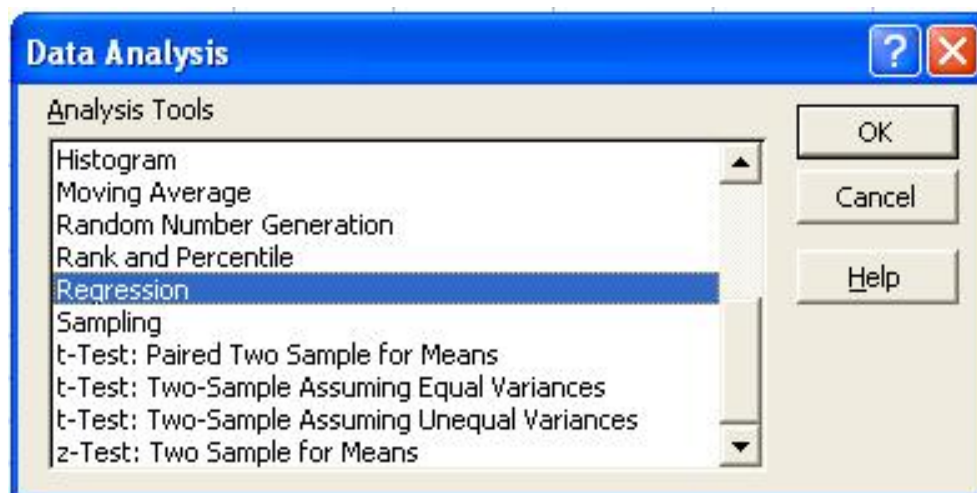 Data Analysis
Analysis Tools
Histogram
Moving Average
Random Number Generation
Rank and Percentile
Regression
Sampling
t-Test: Paired Two Sample for Means
t-Test: Two-Sample Assuming Equal Variances
t-Test: Two-Sample Assuming Unequal Variances
z-Test: Two Sample for Means
OK
Cancel
Help